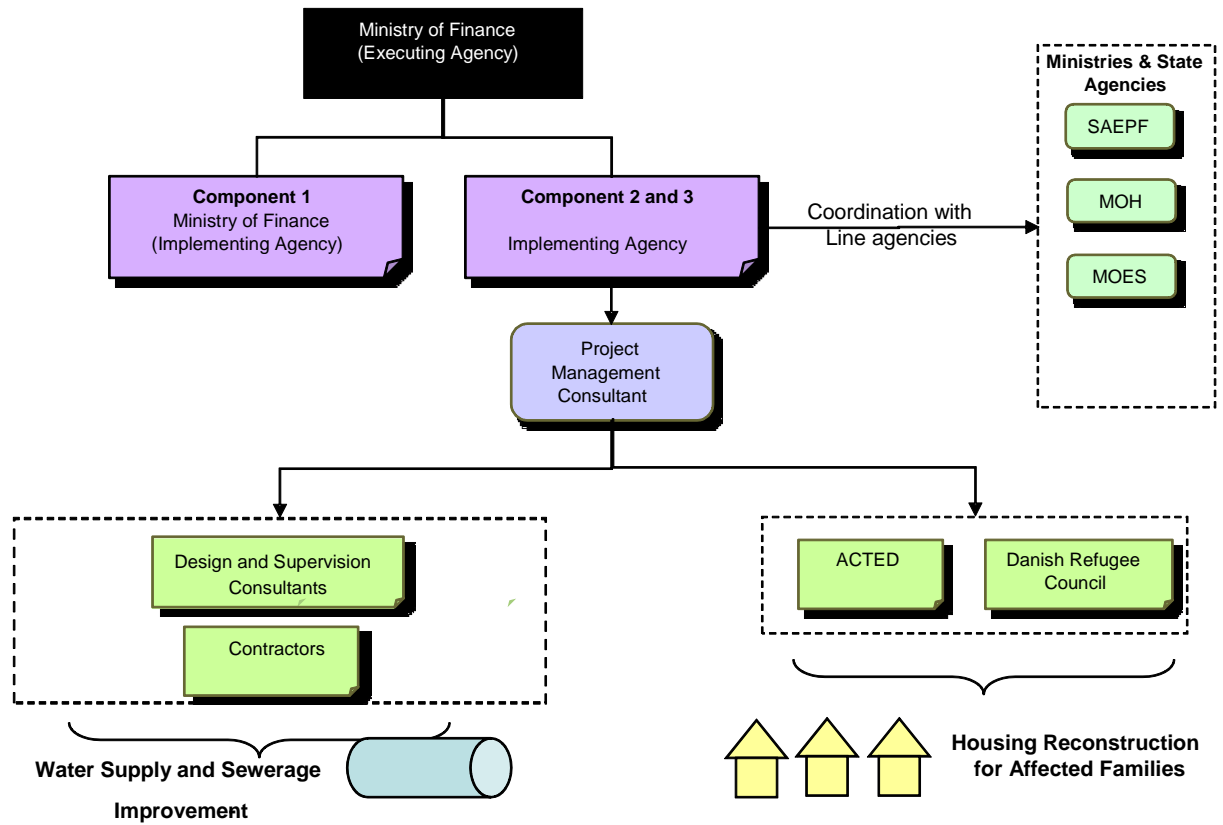 Ministry of Finance
(Executing Agency)
Ministries & State
Agencies
SAEPF
MOH
MOES
Component 1
Ministry of Finance
(Implementing Agency)
Component 2 and 3
Implementing Agency
Coordination with
Line agencies
Project
Management
Consultant
Design and Supervision
Consultants
Contractors
ACTED
Danish Refugee
Council
Water Supply and Sewerage
Improvement
Housing Reconstruction
for Affected Families